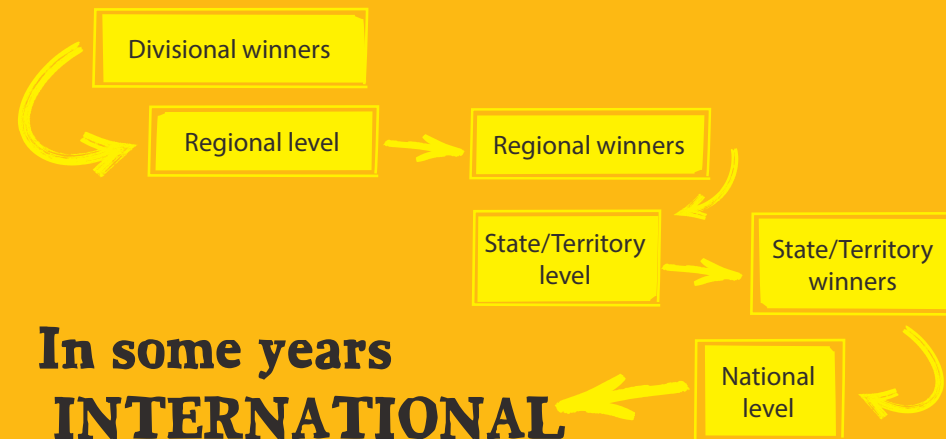 Divisional winners
Regional level
Regional winners
State/Territory
level
State/Territory
winners
National
level
In some years
INTERNATIONAL